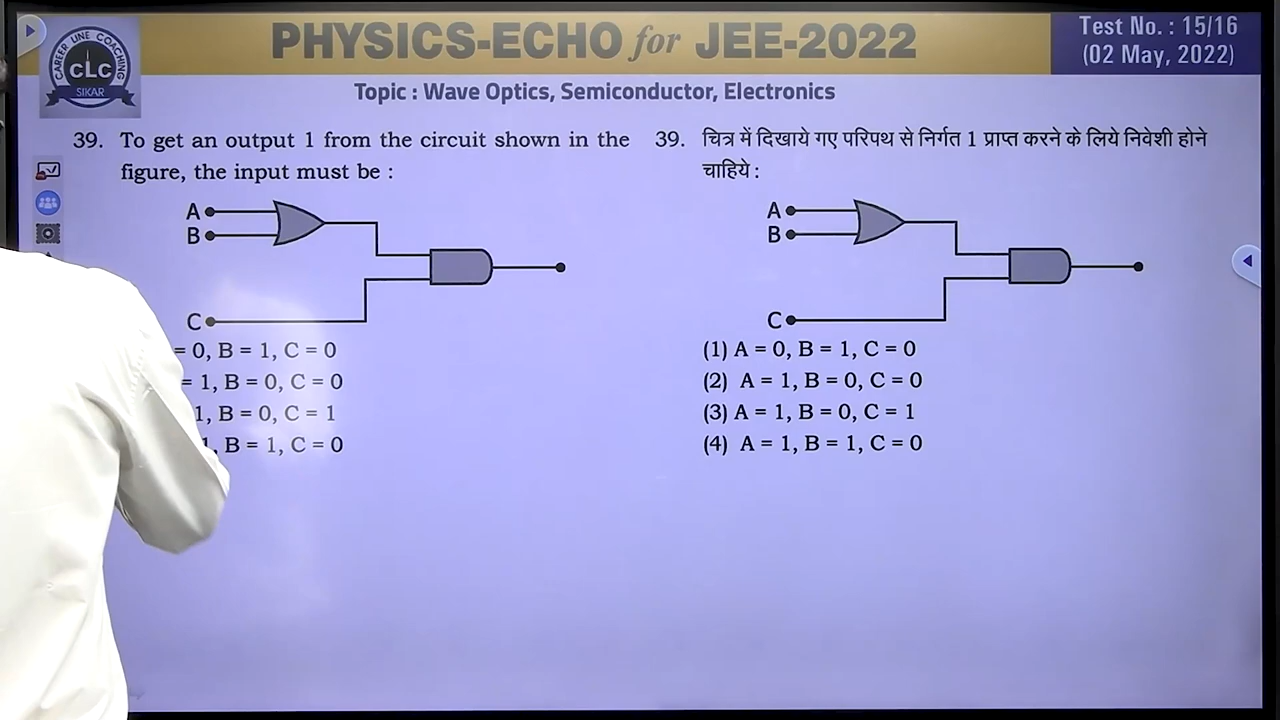 CAREER LINE COACHING
CLC
SIKAR
PHYSICS-ECHO for JEE-2022
Test No. : 15/16
(02 May, 2022)
Topic : Wave Optics, Semiconductor, Electronics
39. To get an output 1 from the circuit shown in the
figure, the input must be :
A
B
C
= 0, B = 1, C = 0
= 1, B = 0, C = 0
1, B = 0, C = 1
1, B = 1, C = 0
39. चित्र में दिखाये गए परिपथ से निर्गत 1 प्राप्त करने के लिये निवेशी होने
चाहिये :
A
B
C
(1) A = 0, B = 1, C = 0
(2) A = 1, B = 0, C = 0
(3) A = 1, B = 0, C = 1
(4) A = 1, B = 1, C = 0